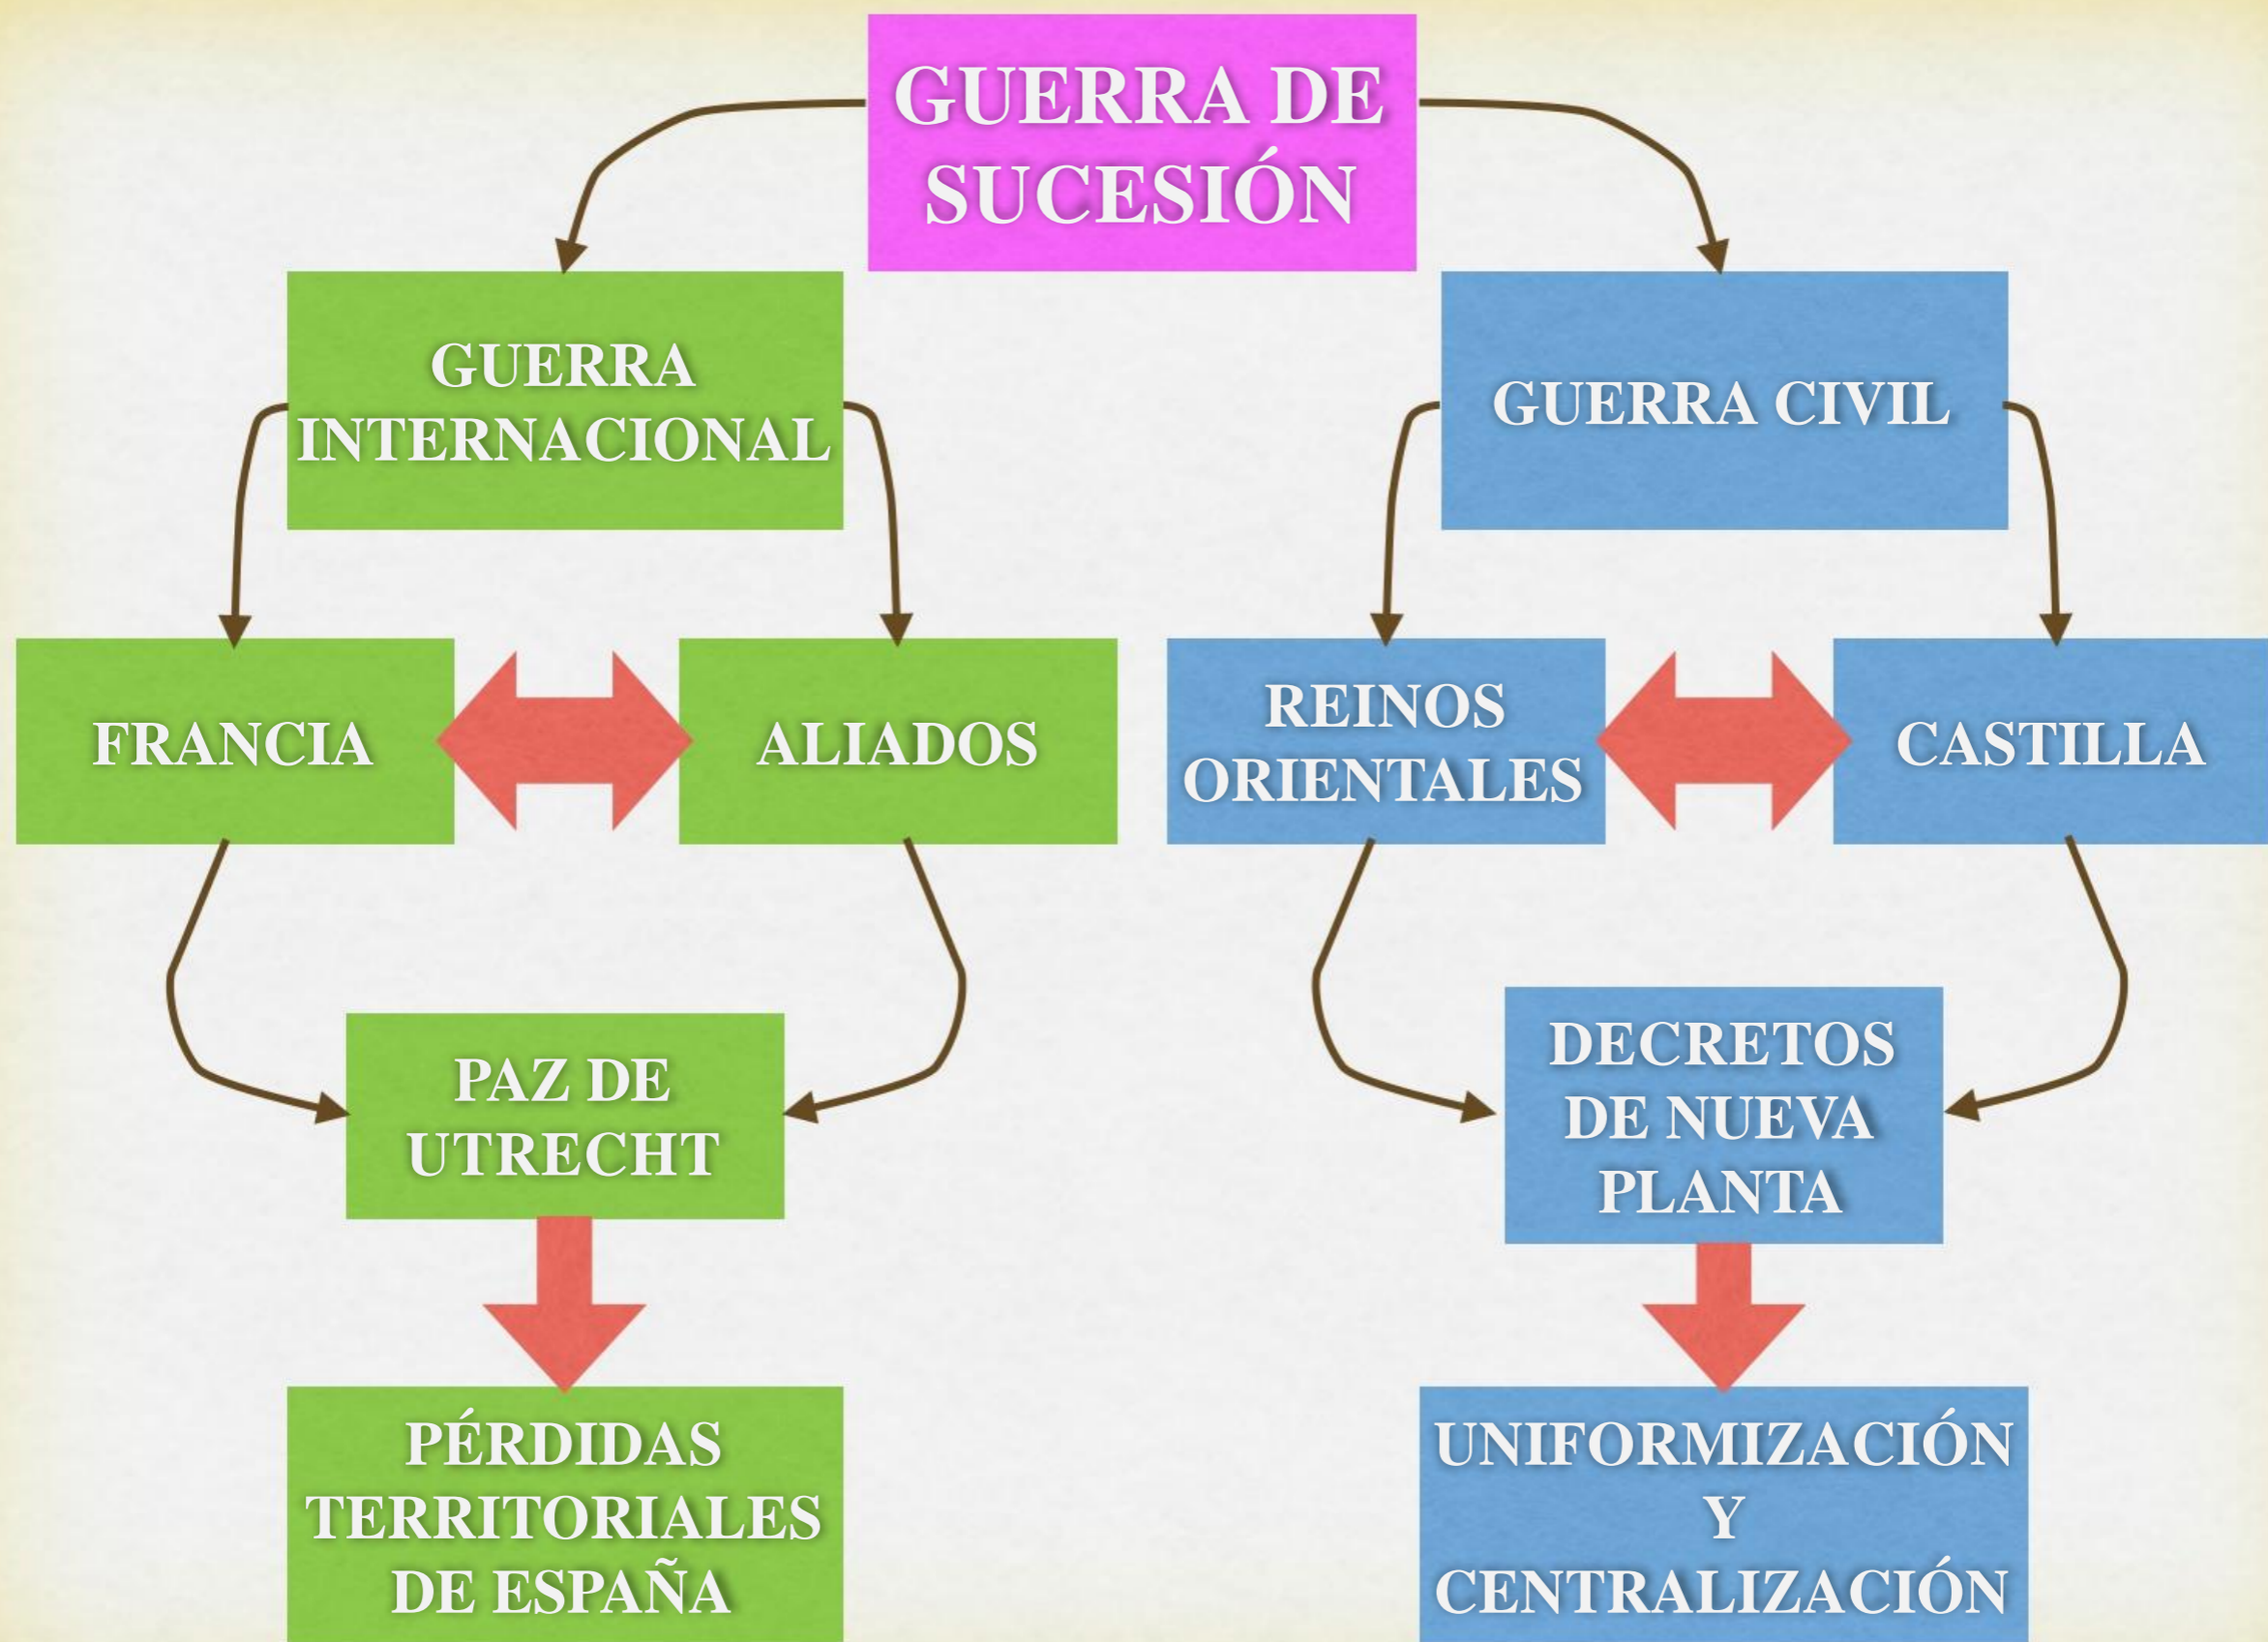 GUERRA DE
SUCESIÓN
GUERRA
INTERNACIONAL
GUERRA CIVIL
FRANCIA
ALIADOS
REINOS
ORIENTALES
CASTILLA
PAZ DE
UTRECHT
DECRETOS
DE NUEVA
PLANTA
PÉRDIDAS
TERRITORIALES
DE ESPAÑA
UNIFORMIZACIÓN
Y
CENTRALIZACIÓN